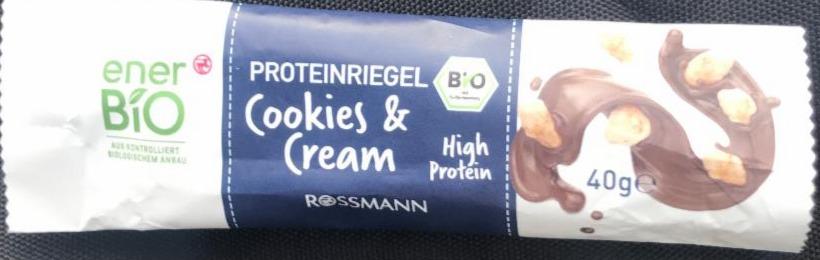 ener
BiO
AUS KONTROLLIERT
BIOLOGISCHEM ANBAU
PROTEINRIEGEL
Cookies &
Cream
High
Protein
ROSSMANN
BiO
40g℮